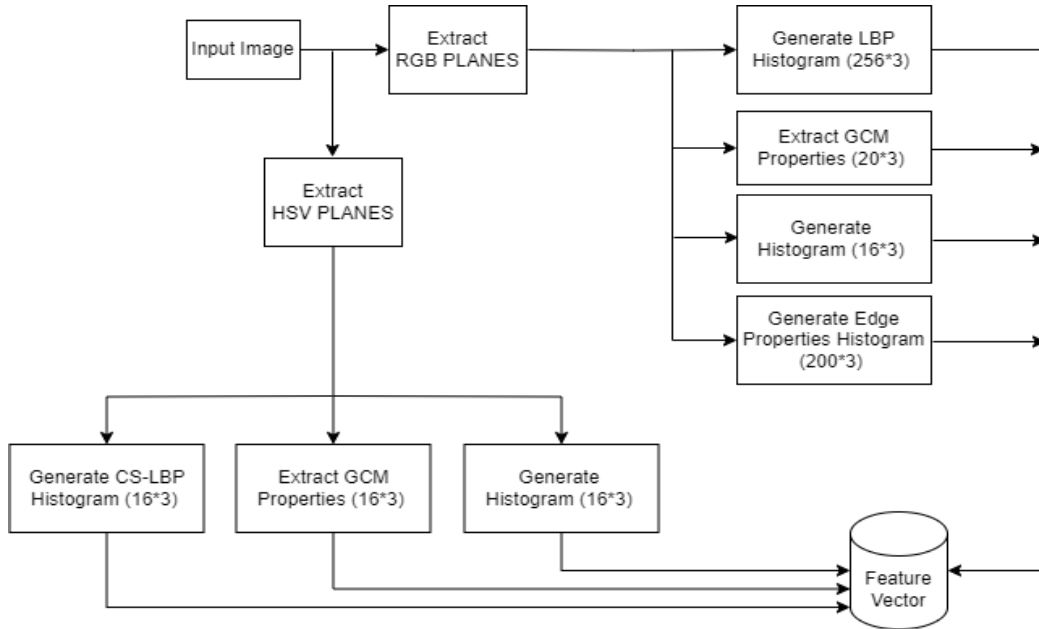 Input Image
Extract
RGB PLANES
Generate LBP
Histogram (256*3)
Extract GCM
Properties (20*3)
Extract
HSV PLANES
Generate
Histogram (16*3)
Generate Edge
Properties Histogram
(200*3)
Generate CS-LBP
Histogram (16*3)
Extract GCM
Properties (16*3)
Generate
Histogram (16*3)
Feature
Vector